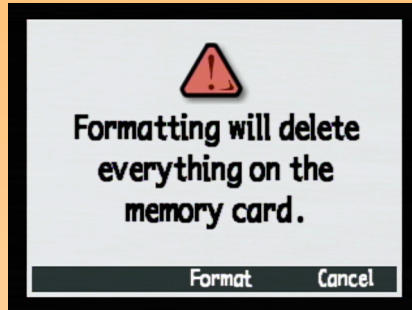 Formatting will delete
everything on the
memory card.
Format Cancel